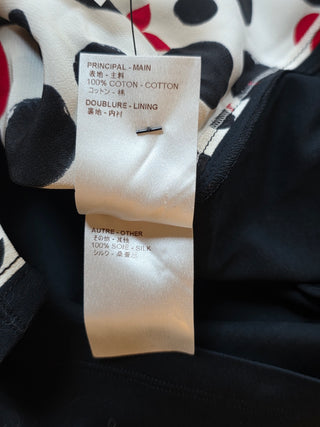 PRINCIPAL - MAIN
表地 - 主料
100% COTON - COTTON
コットン - 棉
DOUBLURE - LINING
裏地 - 内衬
AUTRE - OTHER
その他 - 其他
100% SOIE - SILK
シルク - 桑蚕丝